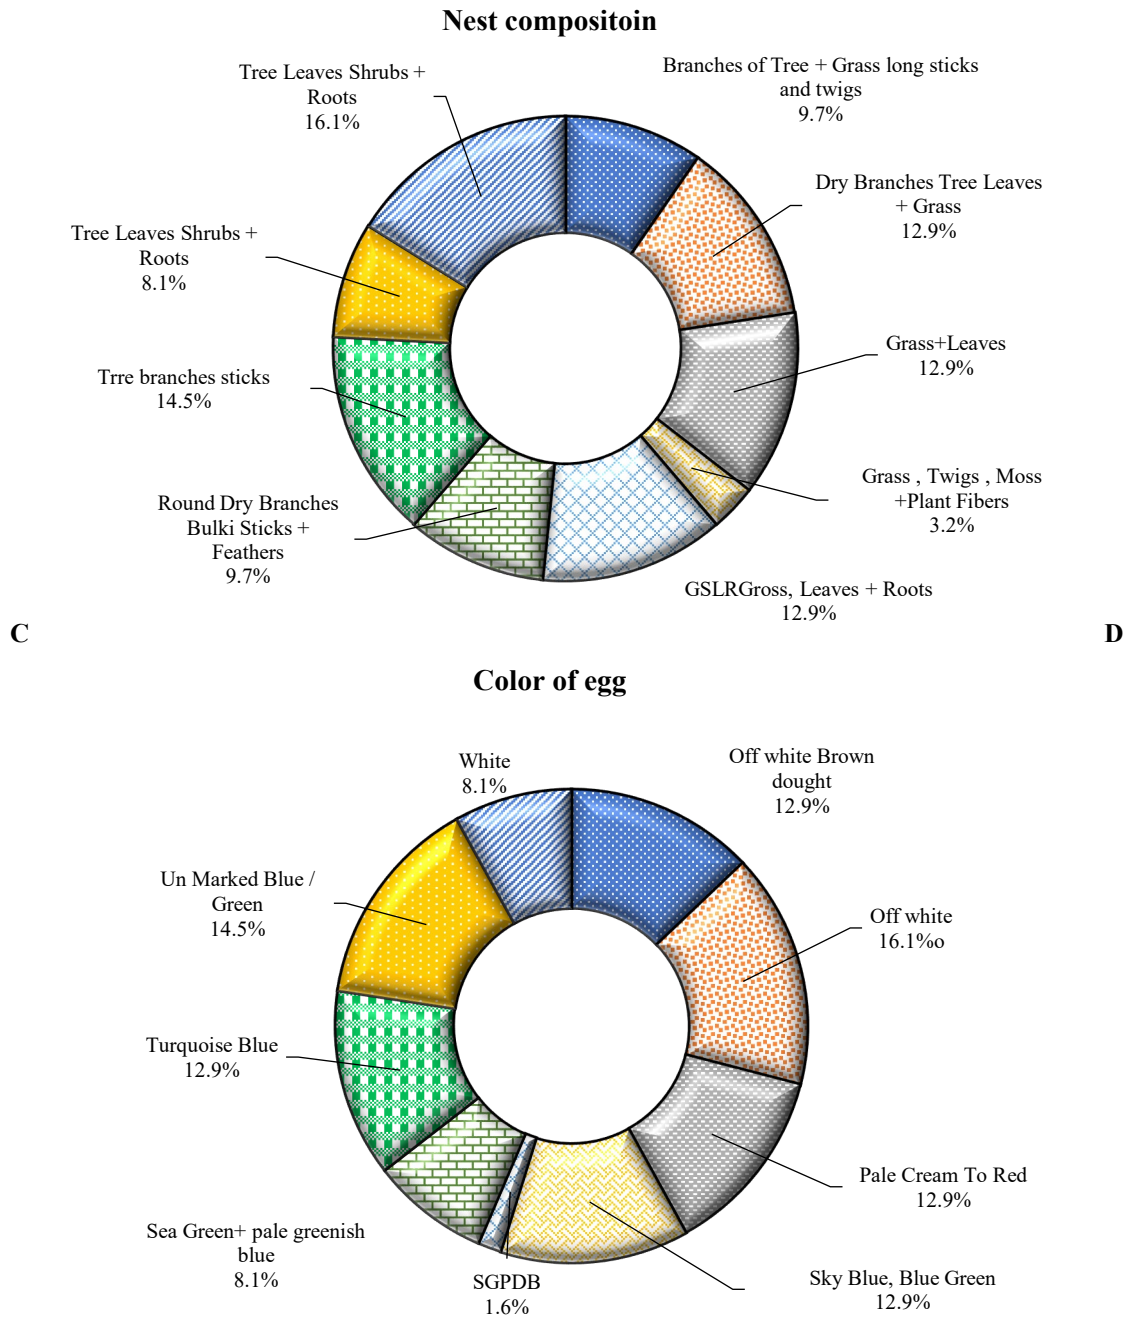 Nest compositoin
Tree Leaves Shrubs +
Roots
16.1%
Branches of Tree + Grass long sticks
and twigs
9.7%
Dry Branches Tree Leaves
+ Grass
12.9%
Tree Leaves Shrubs +
Roots
8.1%
Grass+Leaves
12.9%
Trre branches sticks
14.5%
Grass , Twigs , Moss
+Plant Fibers
3.2%
Round Dry Branches
Bulki Sticks +
Feathers
9.7%
GSLRGross, Leaves + Roots
12.9%
C
D
Color of egg
White
8.1%
Off white Brown
dought
12.9%
Un Marked Blue /
Green
14.5%
Off white
16.1%o
Turquoise Blue
12.9%
Pale Cream To Red
12.9%
Sea Green+ pale greenish
blue
8.1%
SGPDB
1.6%
Sky Blue, Blue Green
12.9%